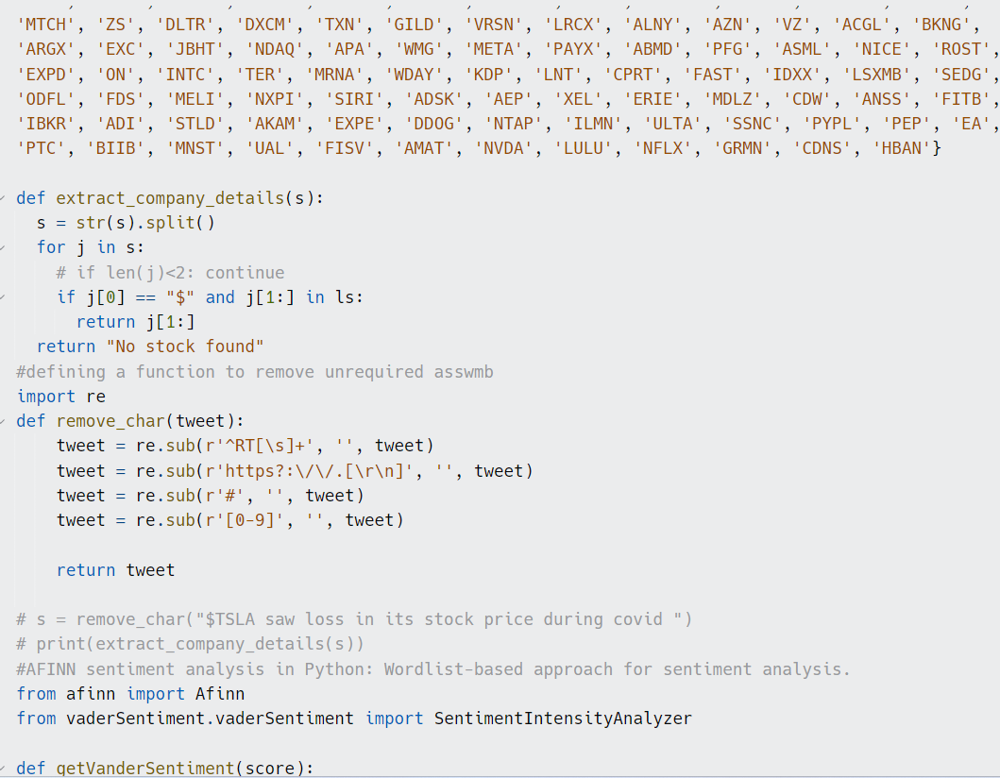 'MTCH', 'ZS', 'DLTR', 'DXCM', 'TXN', 'GILD', 'VRSN', 'LRCX', 'ALNY', 'AZN', 'VZ', 'ACGL', 'BKNG',
'ARGX', 'EXC', 'JBHT', 'NDAQ', 'APA', 'WMG', 'META', 'PAYX', 'ABMD', 'PFG', 'ASML', 'NICE', 'ROST',
'EXPD', 'ON', 'INTC', 'TER', 'MRNA', 'WDAY', 'KDP', 'LNT', 'CPRT', 'FAST', 'IDXX', 'LSXMB', 'SEDG',
'ODFL', 'FDS', 'MELI', 'NXPI', 'SIRI', 'ADSK', 'AEP', 'XEL', 'ERIE', 'MDLZ', 'CDW', 'ANSS', 'FITB',
'IBKR', 'ADI', 'STLD', 'AKAM', 'EXPE', 'DDOG', 'NTAP', 'ILMN', 'ULTA', 'SSNC', 'PYPL', 'PEP', 'EA',
'PTC', 'BIIB', 'MNST', 'UAL', 'FISV', 'AMAT', 'NVDA', 'LULU', 'NFLX', 'GRMN', 'CDNS', 'HBAN'}
def extract_company_details(s):
  s = str(s).split()
  for j in s:
    # if len(j)<2: continue
    if j[0] == "$" and j[1:] in ls:
      return j[1:]
  return "No stock found"
#defining a function to remove unrequired asswmb
import re
def remove_char(tweet):
    tweet = re.sub(r'^RT[\s]+', '', tweet)
    tweet = re.sub(r'https?:\/\/.[\r\n]', '', tweet)
    tweet = re.sub(r'#', '', tweet)
    tweet = re.sub(r'[0-9]', '', tweet)
    return tweet
# s = remove_char("$TSLA saw loss in its stock price during covid ")
# print(extract_company_details(s))
#AFINN sentiment analysis in Python: Wordlist-based approach for sentiment analysis.
from afinn import Afinn
from vaderSentiment.vaderSentiment import SentimentIntensityAnalyzer
def getVanderSentiment(score):